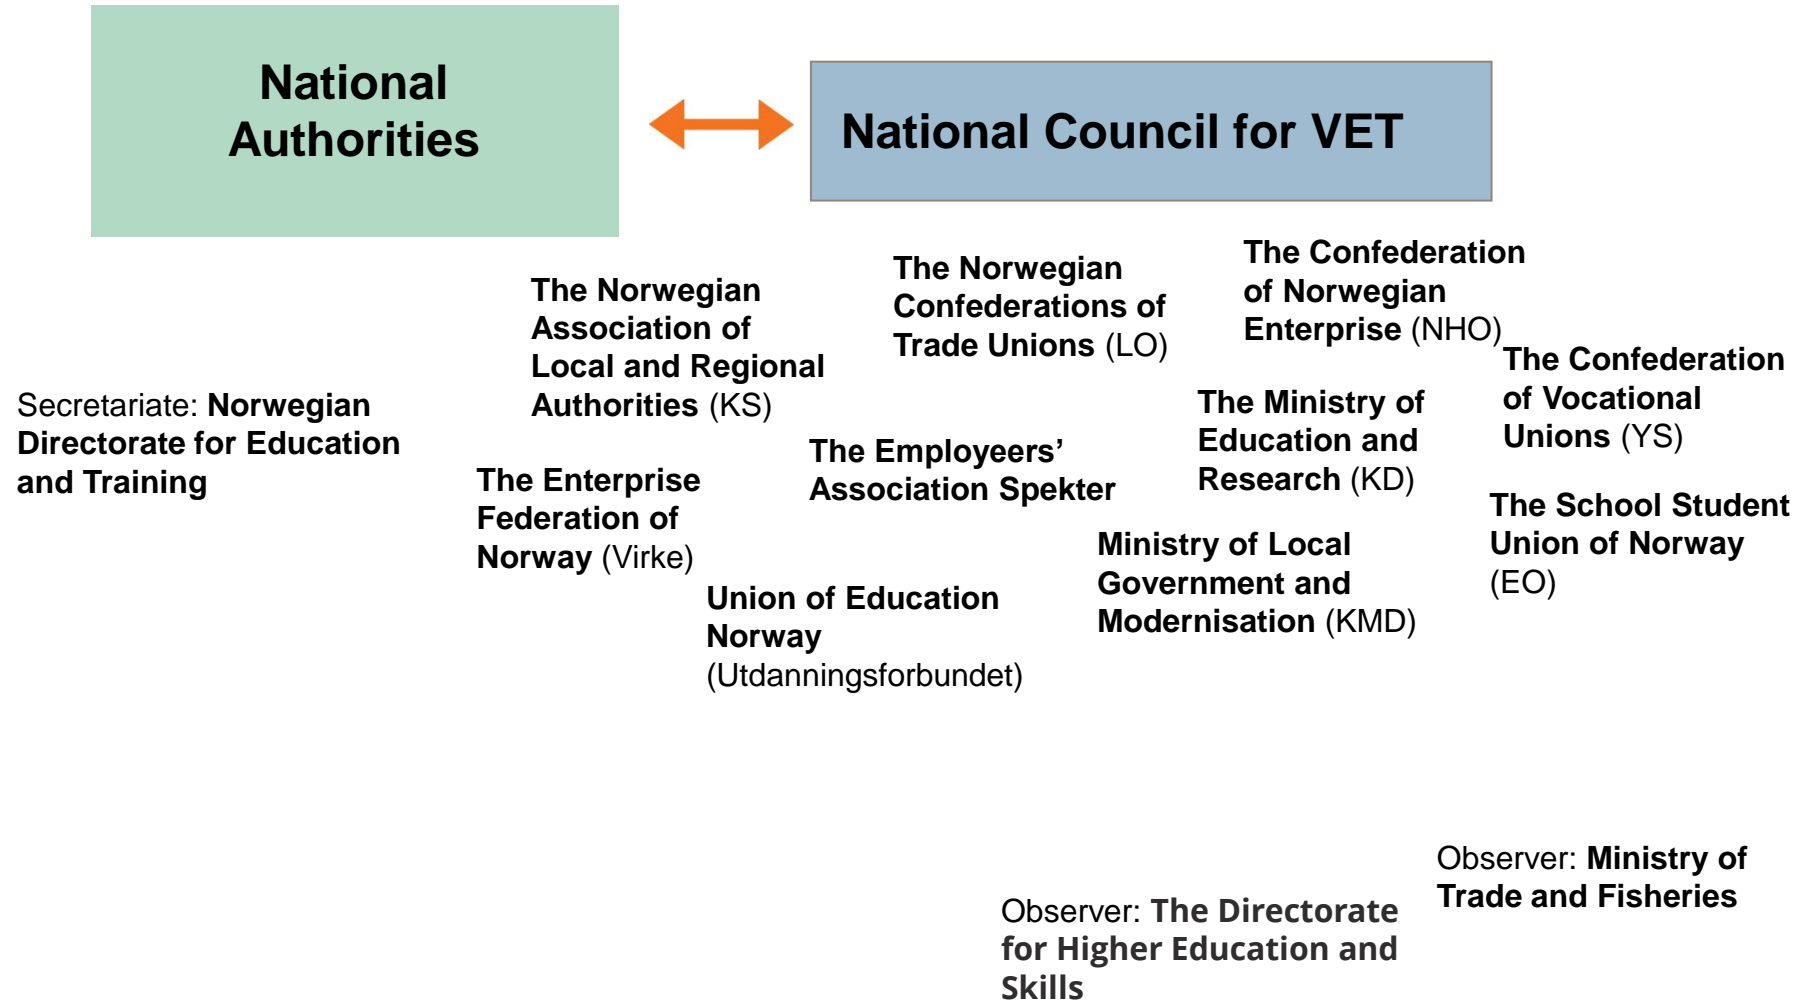 National
Authorities
National Council for VET
The Norwegian
Association of
Local and Regional
Authorities (KS)
The Norwegian
Confederations of
Trade Unions (LO)
The Confederation
of Norwegian
Enterprise (NHO)
The Confederation
of Vocational
Unions (YS)
Secretariate: Norwegian
Directorate for Education
and Training
The Enterprise
Federation of
Norway (Virke)
The Employeers’
Association Spekter
The Ministry of
Education and
Research (KD)
The School Student
Union of Norway
(EO)
Union of Education
Norway
(Utdanningsforbundet)
Ministry of Local
Government and
Modernisation (KMD)
Observer: Ministry of
Trade and Fisheries
Observer: The Directorate
for Higher Education and
Skills